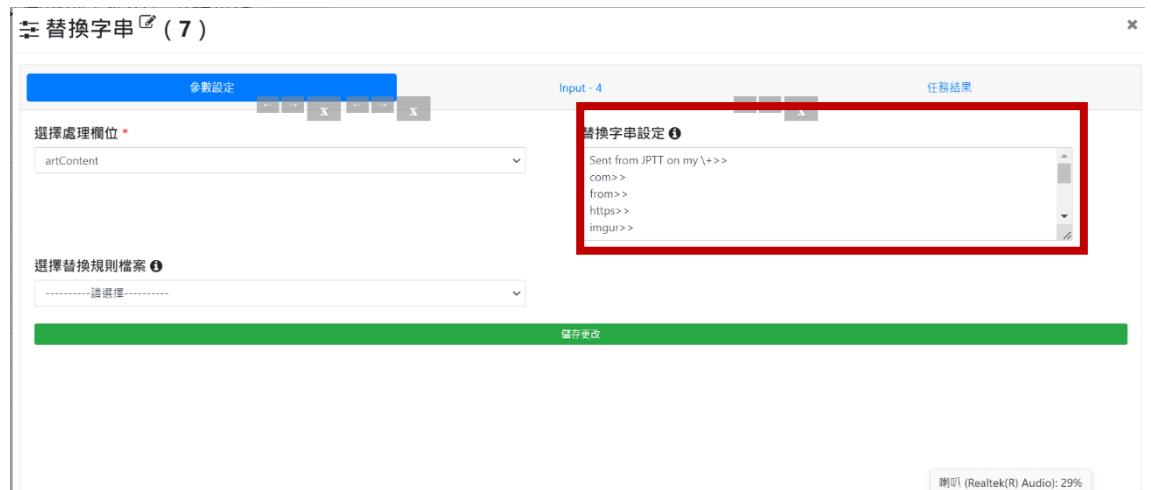 替換字串 ( 7 )
×
參數設定
Input - 4
任務結果
← → x ← → x
x
選擇處理欄位 *
替換字串設定
artContent
Sent from JPTT on my \+>>
com>>
from>>
https>>
imgur>>
選擇替換規則檔案
----------請選擇----------
儲存更改
喇叭 (Realtek(R) Audio): 29%